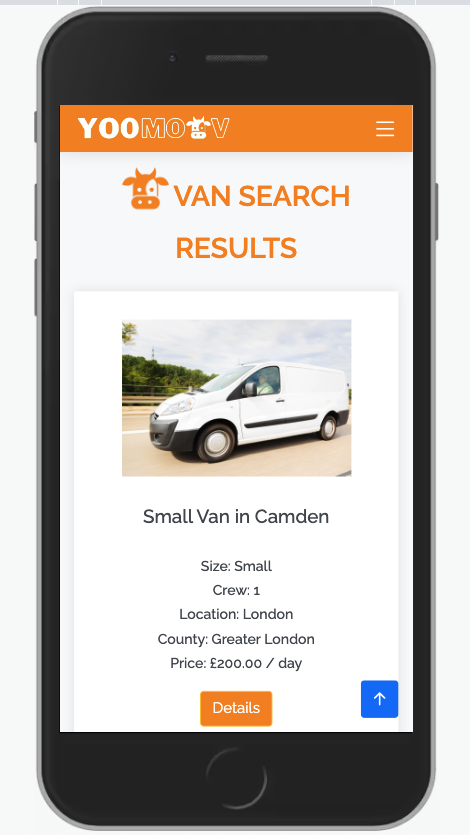 YOOMOOV
VAN SEARCH
RESULTS
Small Van in Camden
Size: Small
Crew: 1
Location: London
County: Greater London
Price: £200.00 / day
Details